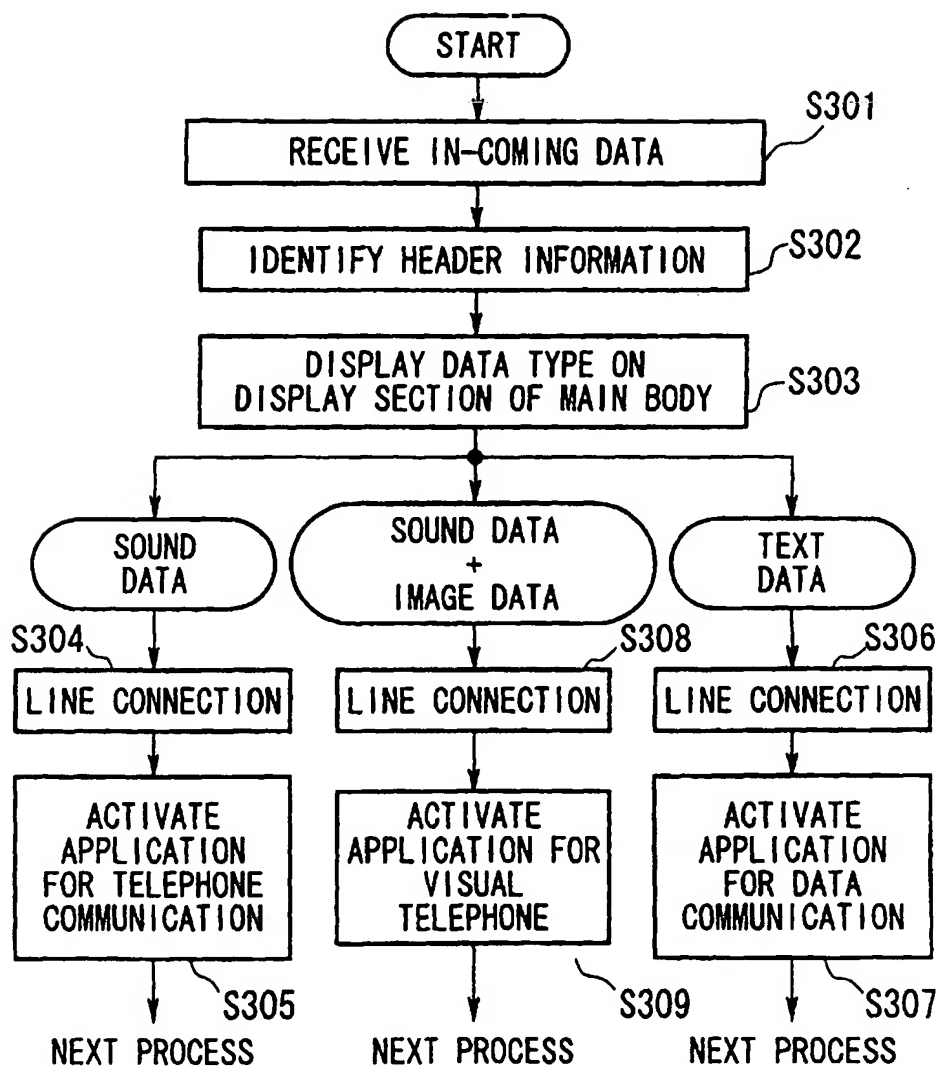 START
S301
RECEIVE IN-COMING DATA
S302
IDENTIFY HEADER INFORMATION
DISPLAY DATA TYPE ON
DISPLAY SECTION OF MAIN BODY
S303
SOUND
DATA
SOUND DATA
+
IMAGE DATA
TEXT
DATA
S304
LINE CONNECTION
S308
LINE CONNECTION
S306
LINE CONNECTION
ACTIVATE
APPLICATION
FOR TELEPHONE
COMMUNICATION
S305
ACTIVATE
APPLICATION FOR
VISUAL
TELEPHONE
S309
ACTIVATE
APPLICATION
FOR DATA
COMMUNICATION
S307
NEXT PROCESS
NEXT PROCESS
NEXT PROCESS